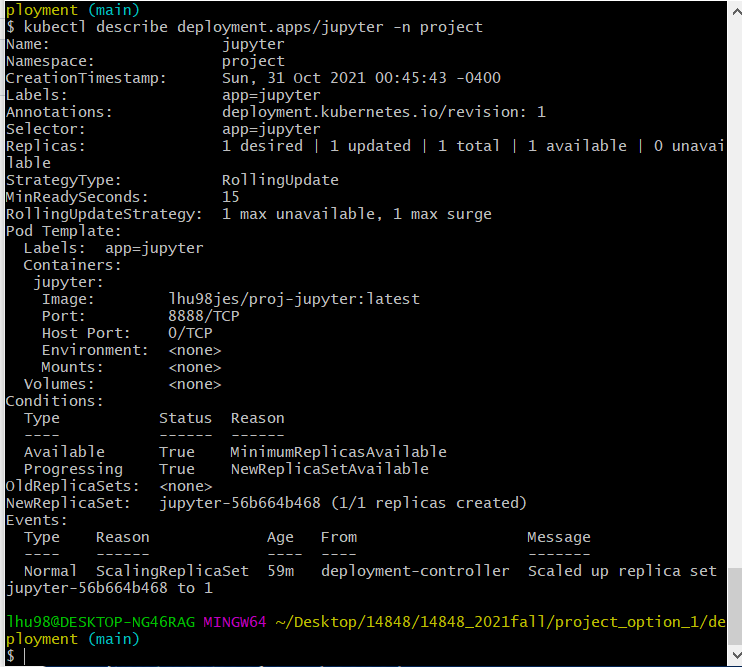 ployment (main)
$ kubectl describe deployment.apps/jupyter -n project
Name:                   jupyter
Namespace:              project
CreationTimestamp:      Sun, 31 Oct 2021 00:45:43 -0400
Labels:                 app=jupyter
Annotations:            deployment.kubernetes.io/revision: 1
Selector:               app=jupyter
Replicas:               1 desired | 1 updated | 1 total | 1 available | 0 unavai
lable
StrategyType:           RollingUpdate
MinReadySeconds:        15
RollingUpdateStrategy:  1 max unavailable, 1 max surge
Pod Template:
  Labels:  app=jupyter
  Containers:
   jupyter:
    Image:        lhu98jes/proj-jupyter:latest
    Port:         8888/TCP
    Host Port:    0/TCP
    Environment:  <none>
    Mounts:       <none>
  Volumes:        <none>
Conditions:
  Type           Status  Reason
  ----           ------  ------
  Available      True    MinimumReplicasAvailable
  Progressing    True    NewReplicaSetAvailable
OldReplicaSets:  <none>
NewReplicaSet:   jupyter-56b664b468 (1/1 replicas created)
Events:
  Type    Reason             Age   From                   Message
  ----    ------             ----  ----                   -------
  Normal  ScalingReplicaSet  59m   deployment-controller  Scaled up replica set
jupyter-56b664b468 to 1

lhu98@DESKTOP-NG46RAG MINGW64 ~/Desktop/14848/14848_2021fall/project_option_1/de
ployment (main)
$